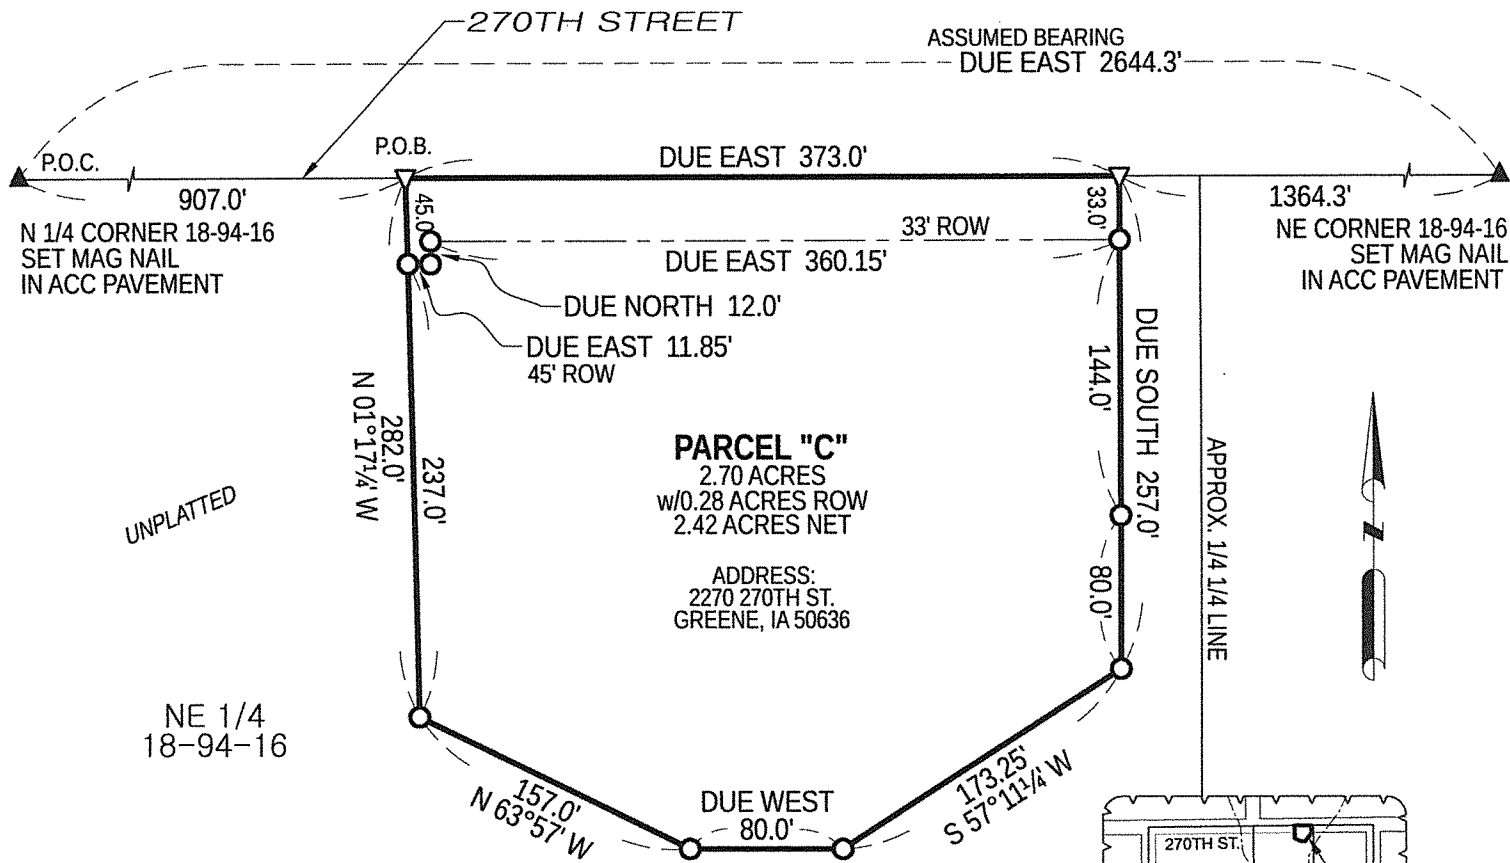 270TH STREET
ASSUMED BEARING
DUE EAST 2644.3'
P.O.C.
P.O.B.
DUE EAST 373.0'
907.0'
1364.3'
N 1/4 CORNER 18-94-16
SET MAG NAIL
IN ACC PAVEMENT
NE CORNER 18-94-16
SET MAG NAIL
IN ACC PAVEMENT
45.0'
33.0'
33' ROW
DUE EAST 360.15'
DUE NORTH 12.0'
DUE EAST 11.85'
45' ROW
N 01°17¼' W
282.0'
237.0'
144.0'
DUE SOUTH 257.0'
80.0'
APPROX. 1/4 1/4 LINE
PARCEL "C"
2.70 ACRES
w/0.28 ACRES ROW
2.42 ACRES NET
ADDRESS:
2270 270TH ST.
GREENE, IA 50636
UNPLATTED
N
NE 1/4
18-94-16
157.0'
N 63°57' W
DUE WEST
80.0'
173.25'
S 57°11¼' W
270TH ST.